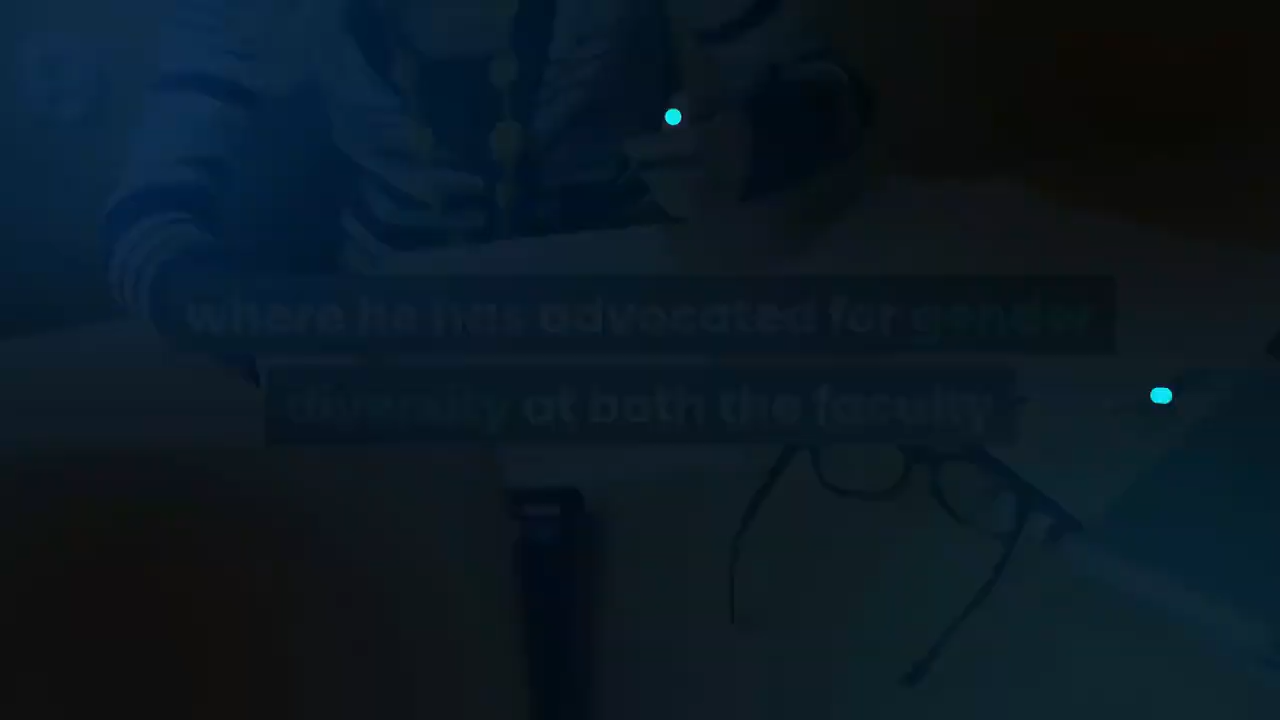 where he has advocated for gender
diversity at both the faculty